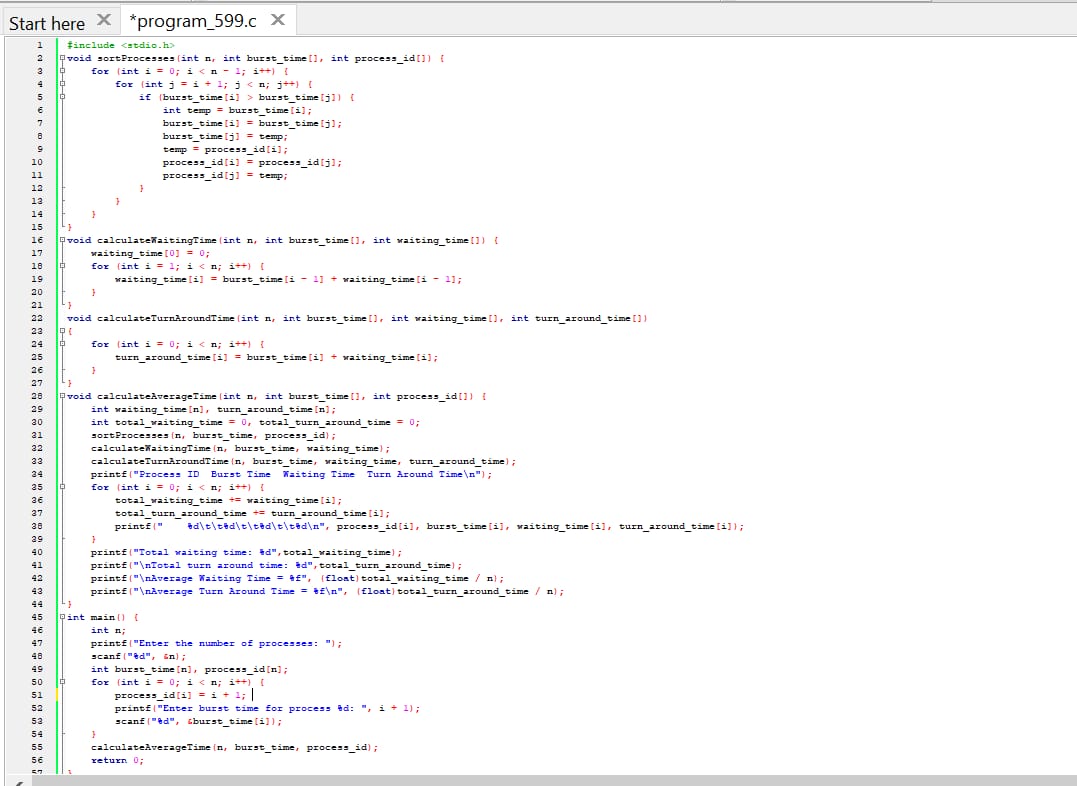 Start here
*program_599.c
1 #include <stdio.h>
2 void sortProcesses(int n, int burst_time[], int process_id[]) {
3     for (int i = 0; i < n - 1; i++) {
4         for (int j = i + 1; j < n; j++) {
5             if (burst_time[i] > burst_time[j]) {
6                 int temp = burst_time[i];
7                 burst_time[i] = burst_time[j];
8                 burst_time[j] = temp;
9                 temp = process_id[i];
10                 process_id[i] = process_id[j];
11                 process_id[j] = temp;
12             }
13         }
14     }
15 }
16 void calculateWaitingTime(int n, int burst_time[], int waiting_time[]) {
17     waiting_time[0] = 0;
18     for (int i = 1; i < n; i++) {
19         waiting_time[i] = burst_time[i - 1] + waiting_time[i - 1];
20     }
21 }
22 void calculateTurnAroundTime(int n, int burst_time[], int waiting_time[], int turn_around_time[])
23 {
24     for (int i = 0; i < n; i++) {
25         turn_around_time[i] = burst_time[i] + waiting_time[i];
26     }
27 }
28 void calculateAverageTime(int n, int burst_time[], int process_id[]) {
29     int waiting_time[n], turn_around_time[n];
30     int total_waiting_time = 0, total_turn_around_time = 0;
31     sortProcesses(n, burst_time, process_id);
32     calculateWaitingTime(n, burst_time, waiting_time);
33     calculateTurnAroundTime(n, burst_time, waiting_time, turn_around_time);
34     printf("Process ID  Burst Time  Waiting Time  Turn Around Time\n");
35     for (int i = 0; i < n; i++) {
36         total_waiting_time += waiting_time[i];
37         total_turn_around_time += turn_around_time[i];
38         printf("    %d\t\t%d\t\t%d\t\t%d\n", process_id[i], burst_time[i], waiting_time[i], turn_around_time[i]);
39     }
40     printf("Total waiting time: %d",total_waiting_time);
41     printf("\nTotal turn around time: %d",total_turn_around_time);
42     printf("\nAverage Waiting Time = %f", (float)total_waiting_time / n);
43     printf("\nAverage Turn Around Time = %f\n", (float)total_turn_around_time / n);
44 }
45 int main() {
46     int n;
47     printf("Enter the number of processes: ");
48     scanf("%d", &n);
49     int burst_time[n], process_id[n];
50     for (int i = 0; i < n; i++) {
51         process_id[i] = i + 1;
52         printf("Enter burst time for process %d: ", i + 1);
53         scanf("%d", &burst_time[i]);
54     }
55     calculateAverageTime(n, burst_time, process_id);
56     return 0;
57 }